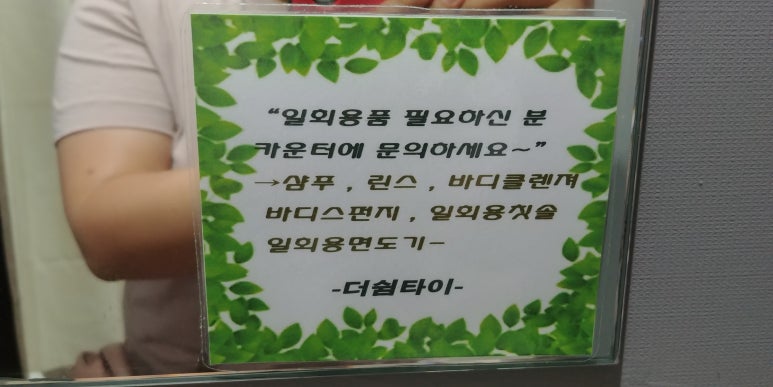 “일회용품 필요하신 분
카운터에 문의하세요~”
→샴푸 , 린스 , 바디클렌져
바디스펀지 , 일회용칫솔
일회용면도기-
-더쉼타이-